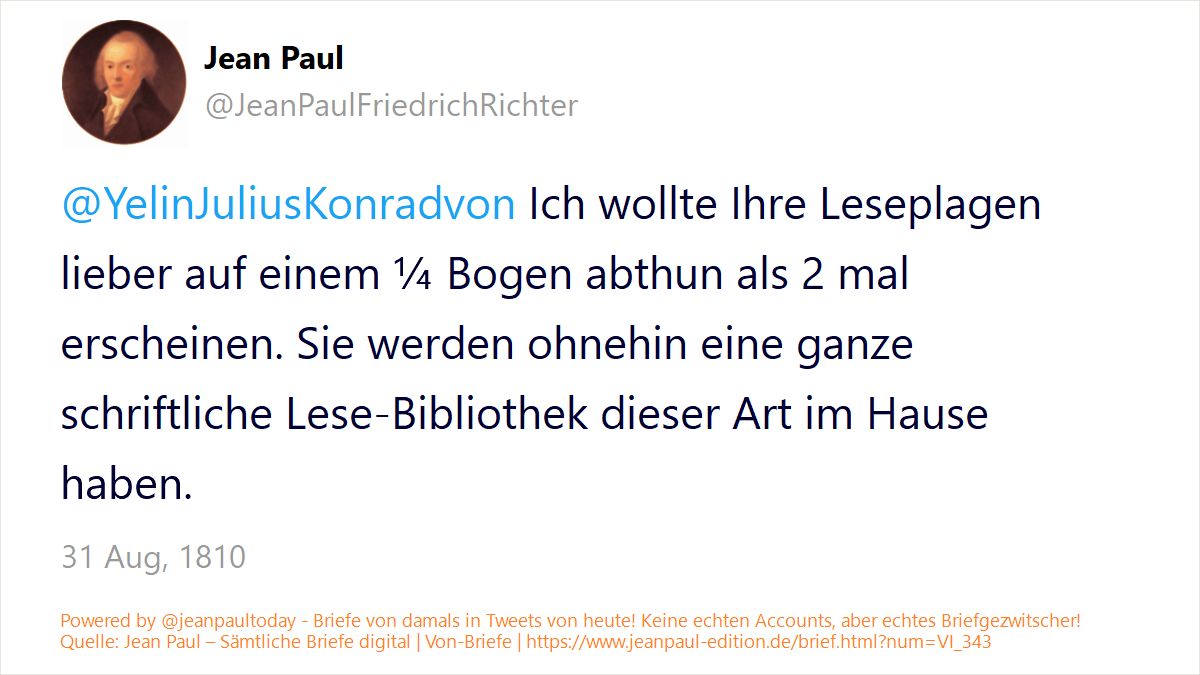 Jean Paul
@JeanPaulFriedrichRichter
@YelinJuliusKonradvon Ich wollte Ihre Leseplagen
lieber auf einem ¼ Bogen abthun als 2 mal
erscheinen. Sie werden ohnehin eine ganze
schriftliche Lese-Bibliothek dieser Art im Hause
haben.
31 Aug, 1810
Powered by @jeanpaultoday - Briefe von damals in Tweets von heute! Keine echten Accounts, aber echtes Briefgezwitscher!
Quelle: Jean Paul – Sämtliche Briefe digital | Von-Briefe | https://www.jeanpaul-edition.de/brief.html?num=VI_343